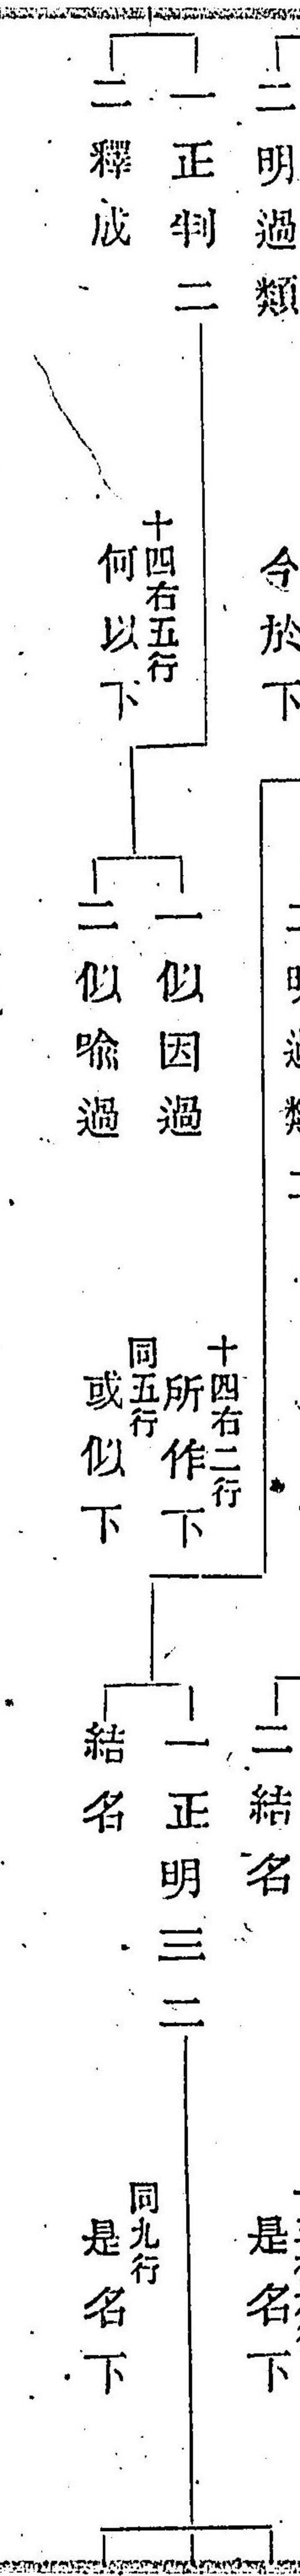 二明過類
今於下
二結名
是名下
一正判二
一似因過
十四右二行
所作下
一正明三二
二釋成
十四右五行
何以下
二似喩過
同五行
或似下
結名
同九行
是名下